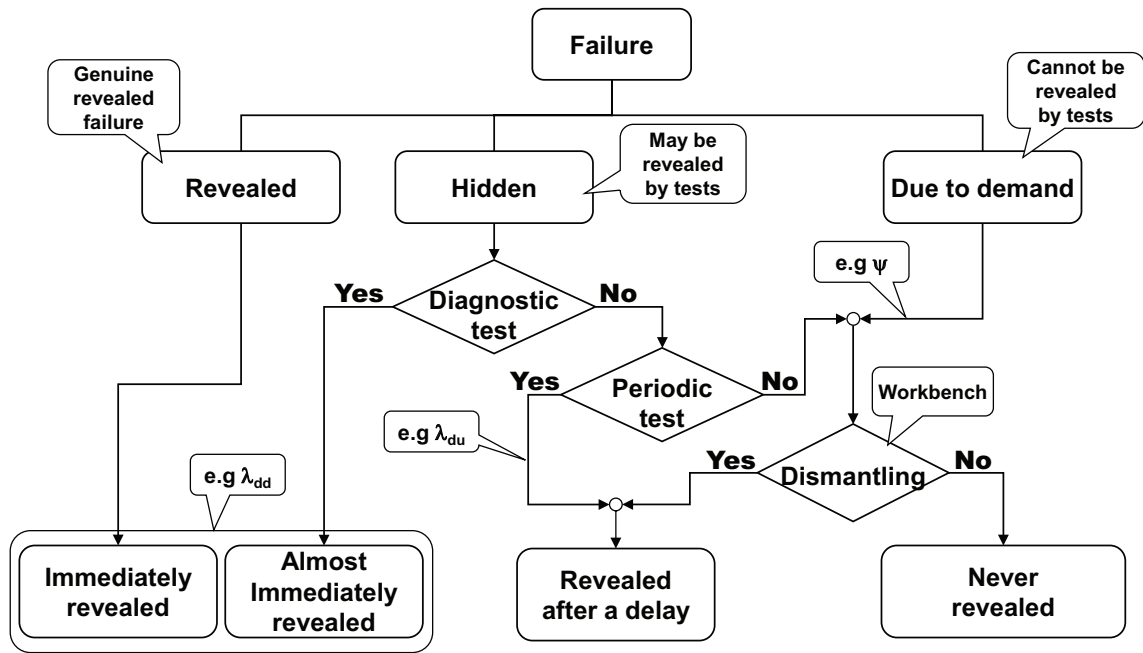 Failure
Genuine
revealed
failure
Cannot be
revealed
by tests
May be
revealed
by tests
Revealed
Hidden
Due to demand
e.g ψ
Yes
Diagnostic
test
No
Yes
Periodic
test
No
Workbench
e.g λdu
Yes
Dismantling
No
e.g λdd
Immediately
revealed
Almost
Immediately
revealed
Revealed
after a delay
Never
revealed